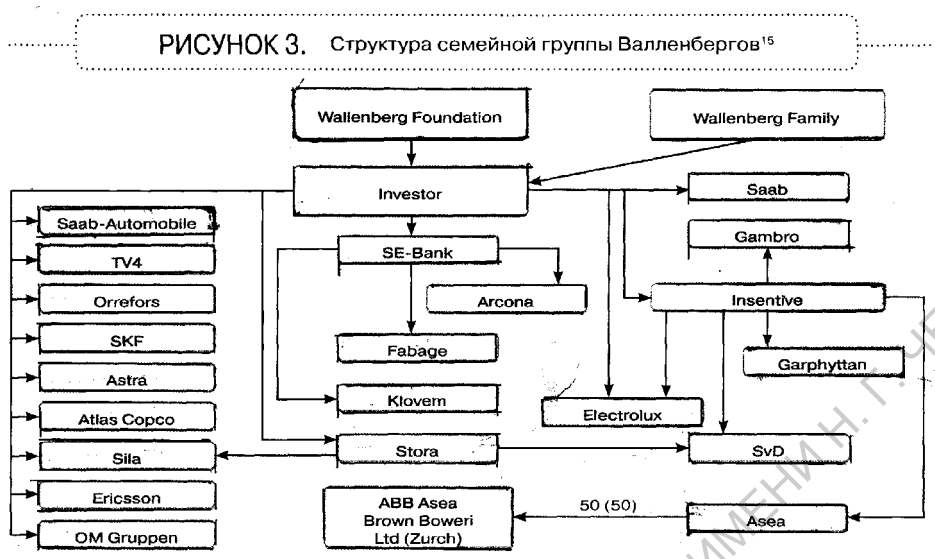 РИСУНОК 3. Структура семейной группы Валленбергов¹⁵
Wallenberg Foundation
Wallenberg Family
Investor
Saab
Saab-Automobile
SE-Bank
Gambro
TV4
Arcona
Insentive
Orrefors
SKF
Fabage
Garphyttan
Astra
Klovem
Electrolux
Atlas Copco
Sila
Stora
SvD
Ericsson
ABB Asea
Brown Boweri
Ltd (Zurch)
50 (50)
Asea
OM Gruppen
ИМЕНИ Н. Г. ЧЕ